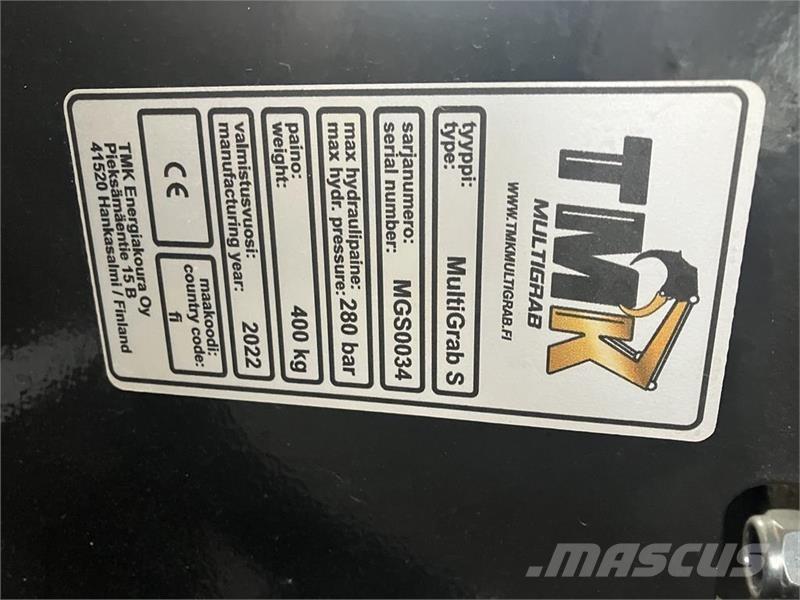 TMK
MULTIGRAB
WWW.TMKMULTIGRAB.FI
tyyppi:
type: MultiGrab S
sarjanumero:
serial number: MGS0034
max hydraulipaine:
max hydr. pressure: 280 bar
paino:
weight: 400 kg
valmistusvuosi:
manufacturing year: 2022
CE
maakoodi:
country code:
fi
TMK Energiakoura Oy
Pieksämäentie 15 B
41520 Hankasalmi / Finland
MASCUS